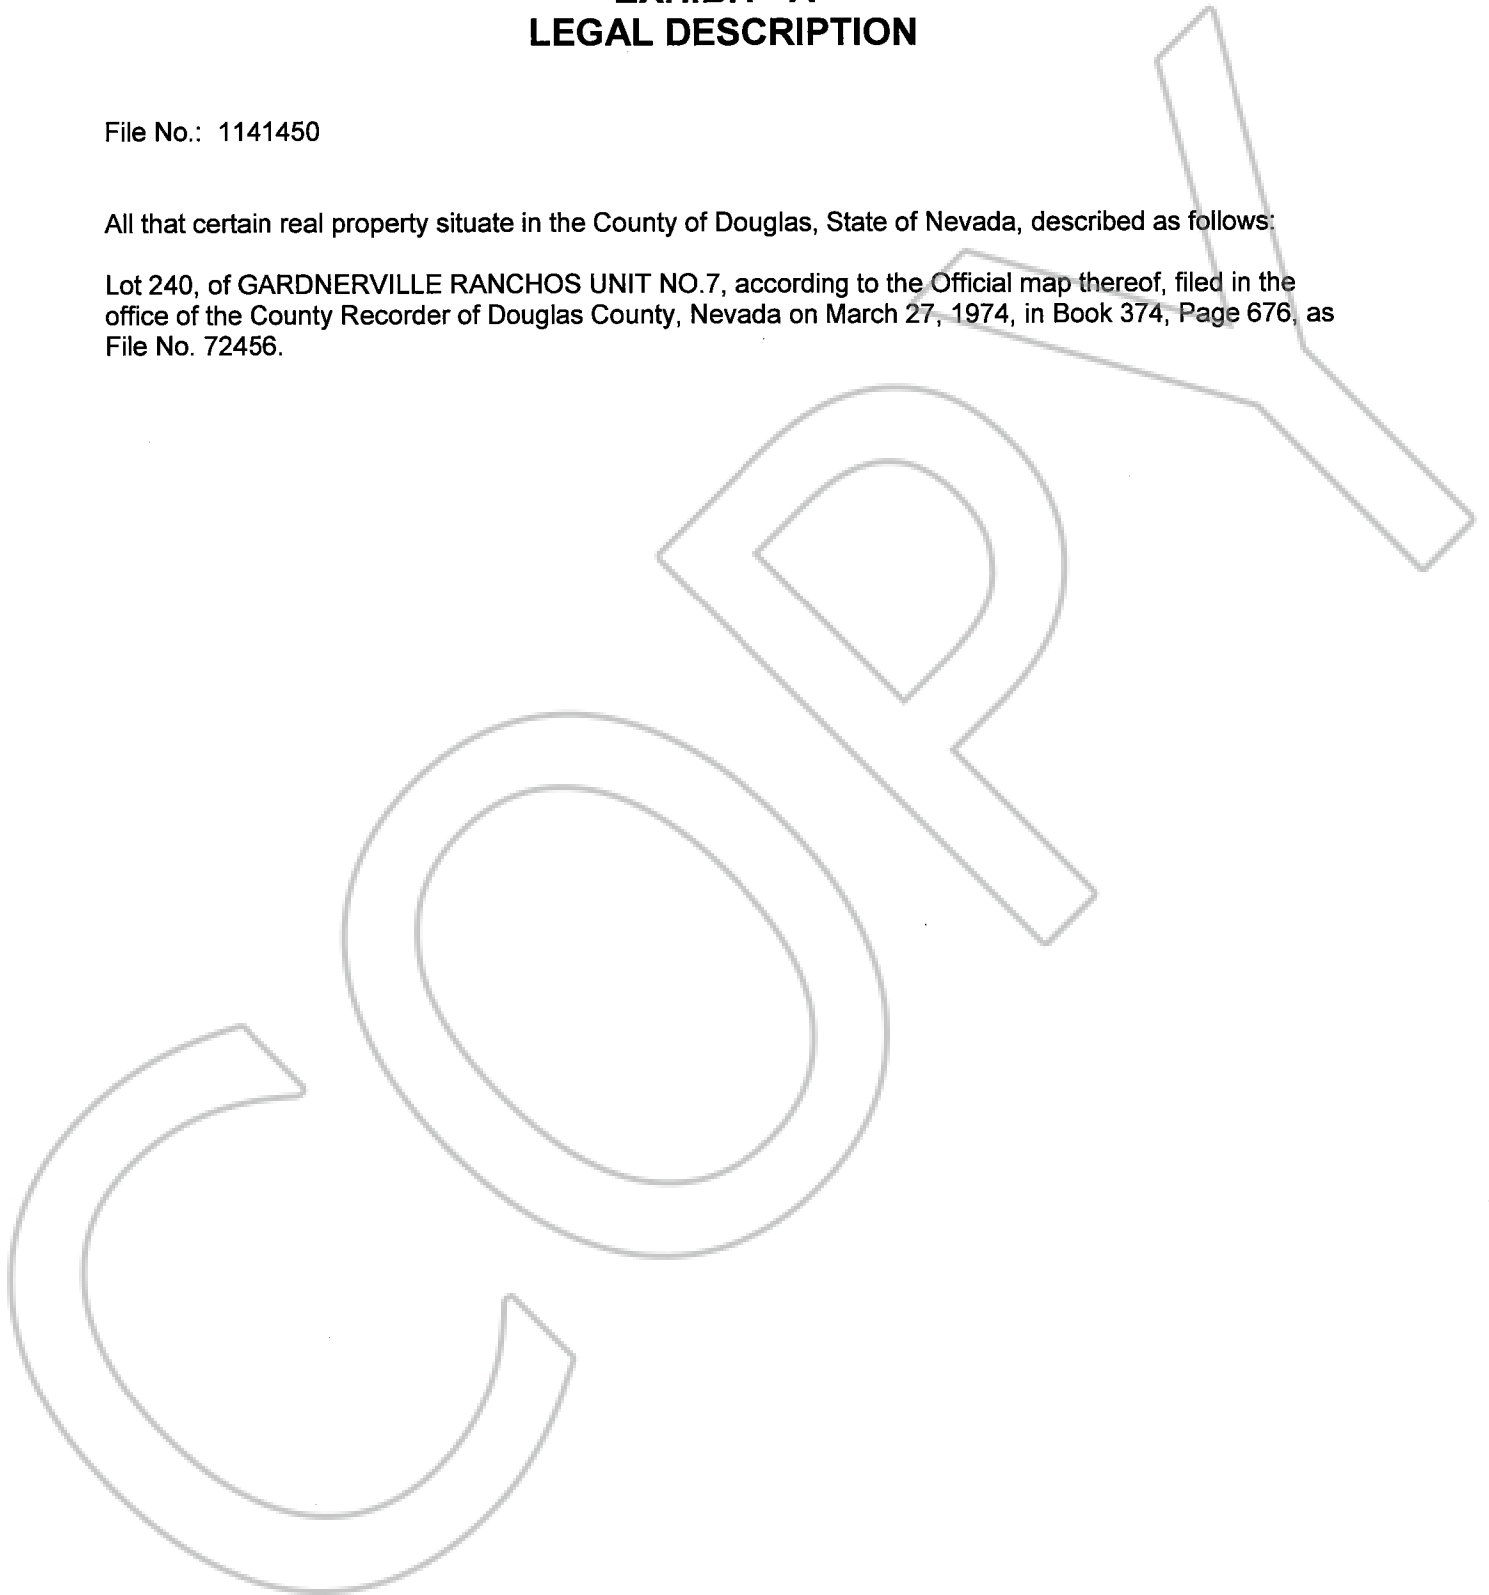 EXHIBIT "A"
LEGAL DESCRIPTION
File No.: 1141450
All that certain real property situate in the County of Douglas, State of Nevada, described as follows:
Lot 240, of GARDNERVILLE RANCHOS UNIT NO.7, according to the Official map thereof, filed in the
office of the County Recorder of Douglas County, Nevada on March 27, 1974, in Book 374, Page 676, as
File No. 72456.
COPY